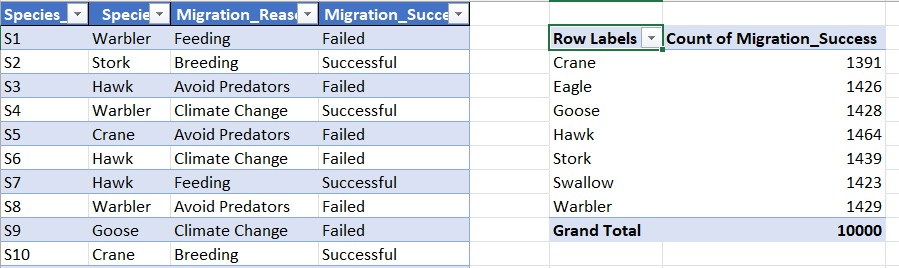 Species_ Specie Migration_Reas Migration_Succe
S1 Warbler Feeding Failed
S2 Stork Breeding Successful
S3 Hawk Avoid Predators Failed
S4 Warbler Climate Change Successful
S5 Crane Avoid Predators Failed
S6 Hawk Climate Change Failed
S7 Hawk Feeding Successful
S8 Warbler Avoid Predators Failed
S9 Goose Climate Change Failed
S10 Crane Breeding Successful
Row Labels Count of Migration_Success
Crane 1391
Eagle 1426
Goose 1428
Hawk 1464
Stork 1439
Swallow 1423
Warbler 1429
Grand Total 10000